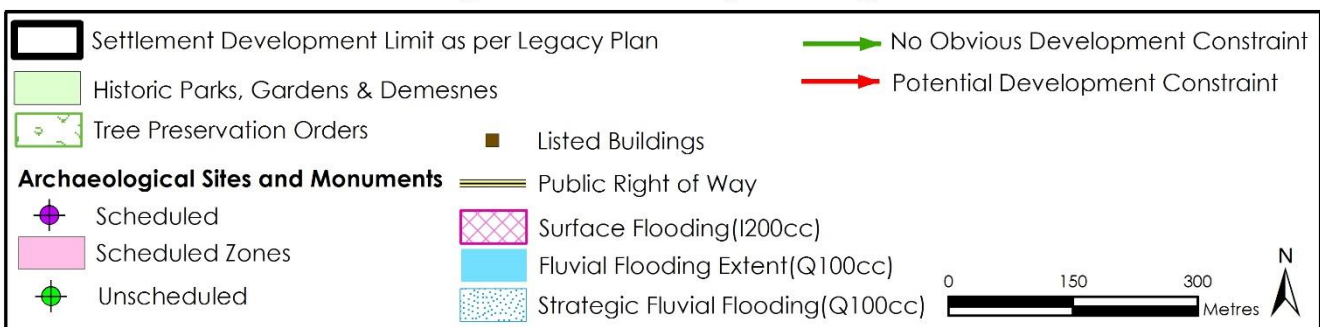 Settlement Development Limit as per Legacy Plan
Historic Parks, Gardens & Demesnes
Tree Preservation Orders
Archaeological Sites and Monuments
Scheduled
Scheduled Zones
Unscheduled
Listed Buildings
Public Right of Way
Surface Flooding(I200cc)
Fluvial Flooding Extent(Q100cc)
Strategic Fluvial Flooding(Q100cc)
No Obvious Development Constraint
Potential Development Constraint
0 150 300
Metres
N